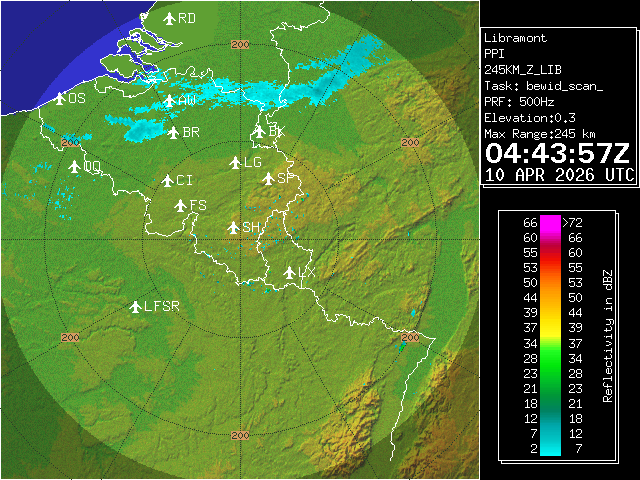 RD
200
OS
AW
BR
BK
200
200
QQ
LG
CI
SP
FS
SH
LX
LFSR
200
200
200
Libramont
PPI
245KM_Z_LIB
Task: bewid_scan_
PRF: 500Hz
Elevation:0.3
Max Range:245 km
04:43:57Z
10 APR 2026 UTC
66 >72
60 66
55 60
53 55
50 53
44 50
39 44
37 39
34 37
28 34
23 28
21 23
18 21
12 18
7 12
2 7
Reflectivity in dBZ